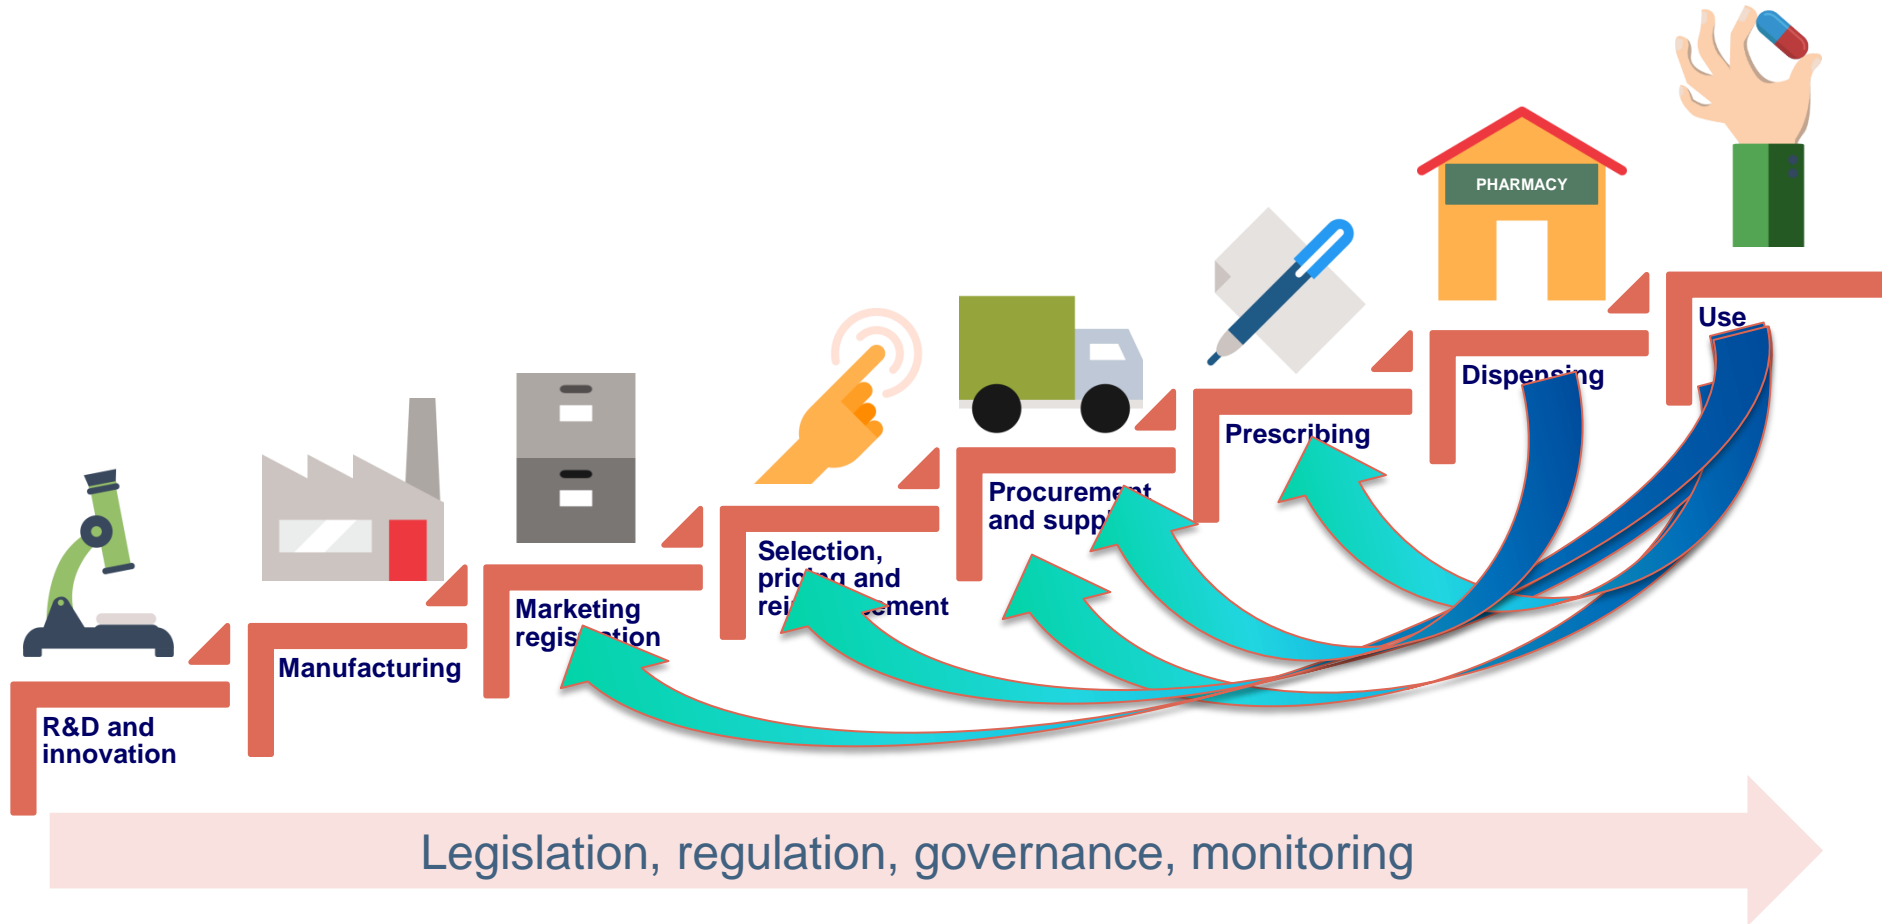 R&D and
innovation
Manufacturing
Marketing
registration
Selection,
pricing and
reimbursement
Procurement
and supply
Prescribing
Dispensing
PHARMACY
Use
Legislation, regulation, governance, monitoring